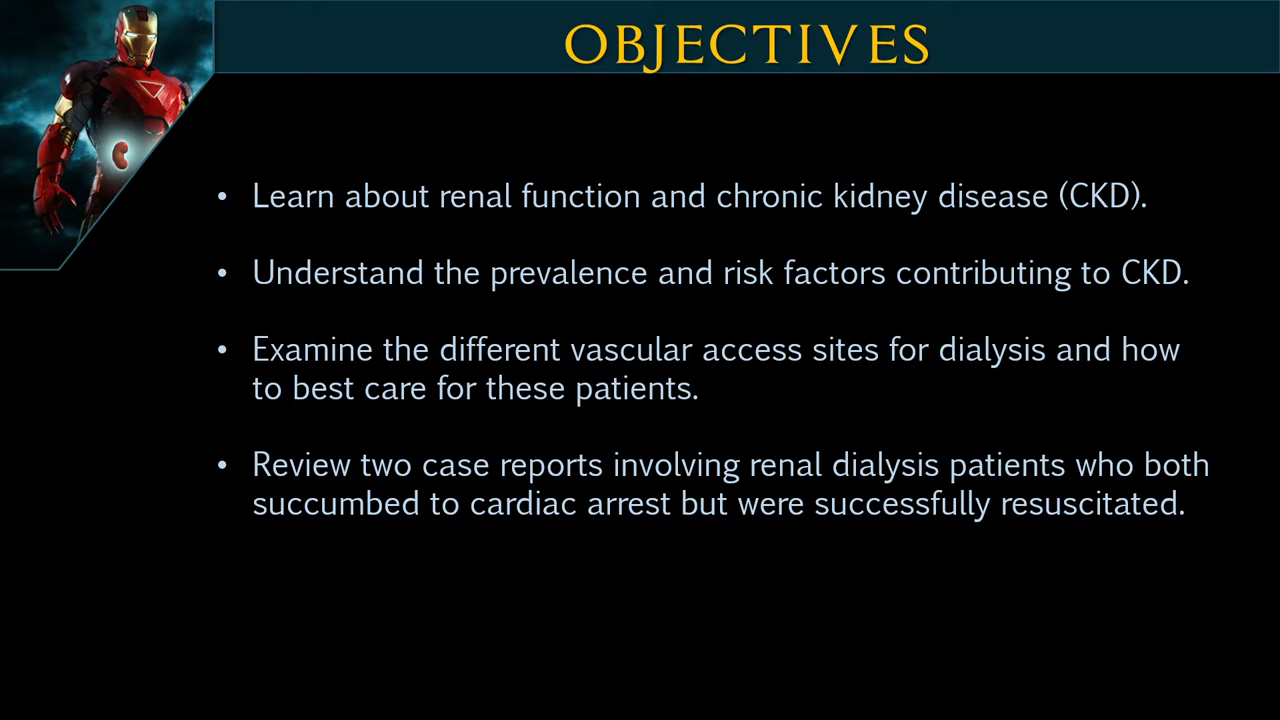 OBJECTIVES
• Learn about renal function and chronic kidney disease (CKD).
• Understand the prevalence and risk factors contributing to CKD.
• Examine the different vascular access sites for dialysis and how
to best care for these patients.
• Review two case reports involving renal dialysis patients who both
succumbed to cardiac arrest but were successfully resuscitated.